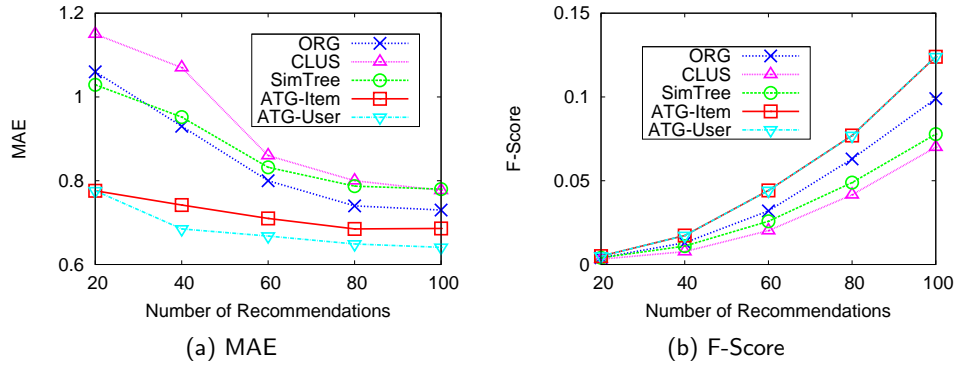 1.2
1
0.8
0.6
MAE
ORG
CLUS
SimTree
ATG-Item
ATG-User
20 40 60 80 100
Number of Recommendations
(a) MAE
0.15
0.1
0.05
0
F-Score
ORG
CLUS
SimTree
ATG-Item
ATG-User
20 40 60 80 100
Number of Recommendations
(b) F-Score